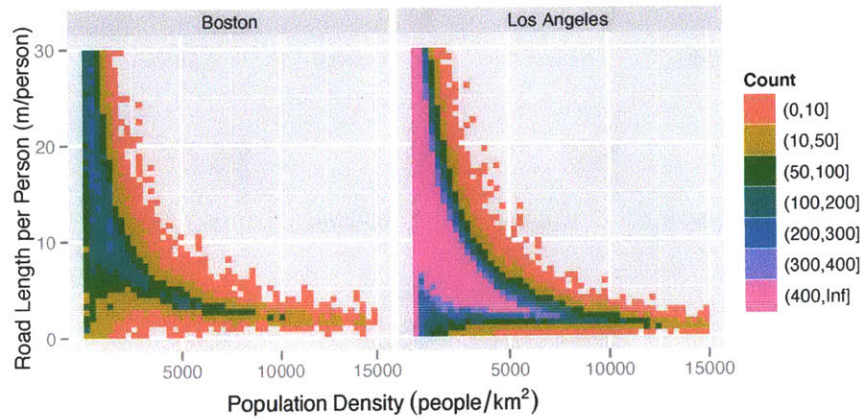 Boston
Los Angeles
Road Length per Person (m/person)
30
20
10
0
5000
10000
15000
5000
10000
15000
Population Density (people/km²)
Count
(0,10]
(10,50]
(50,100]
(100,200]
(200,300]
(300,400]
(400,Inf]